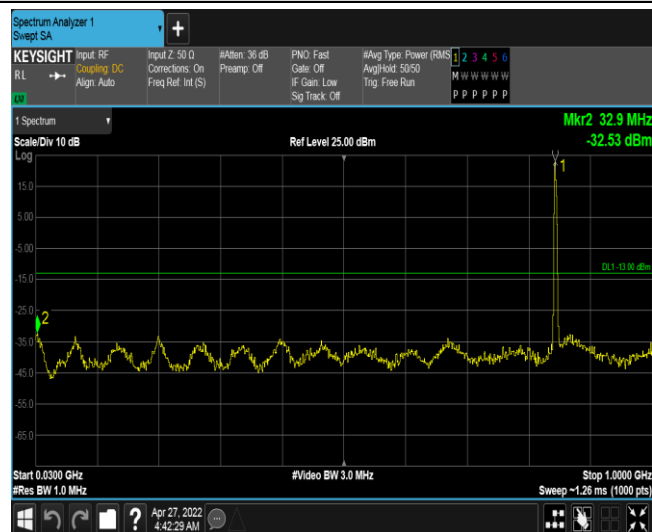 Spectrum Analyzer 1
Swept SA
+
KEYSIGHT
RL
Input: RF
Coupling: DC
Align: Auto
Input Z: 50 Ω
Corrections: On
Freq Ref: Int (S)
#Atten: 36 dB
Preamp: Off
PNO: Fast
Gate: Off
IF Gain: Low
Sig Track: Off
#Avg Type: Power (RMS
Avg|Hold: 50/50
Trig: Free Run
1 2 3 4 5 6
M W W W W W
P P P P P P
1 Spectrum
Mkr2 32.9 MHz
Scale/Div 10 dB
Ref Level 25.00 dBm
-32.53 dBm
Log
1
15.0
5.00
-5.00
DL1 -13.00 dBm
-15.0
-25.0
2
-35.0
-45.0
-55.0
-65.0
Start 0.0300 GHz
#Video BW 3.0 MHz
Stop 1.0000 GHz
#Res BW 1.0 MHz
Sweep ~1.26 ms (1000 pts)
?
Apr 27, 2022
4:42:29 AM